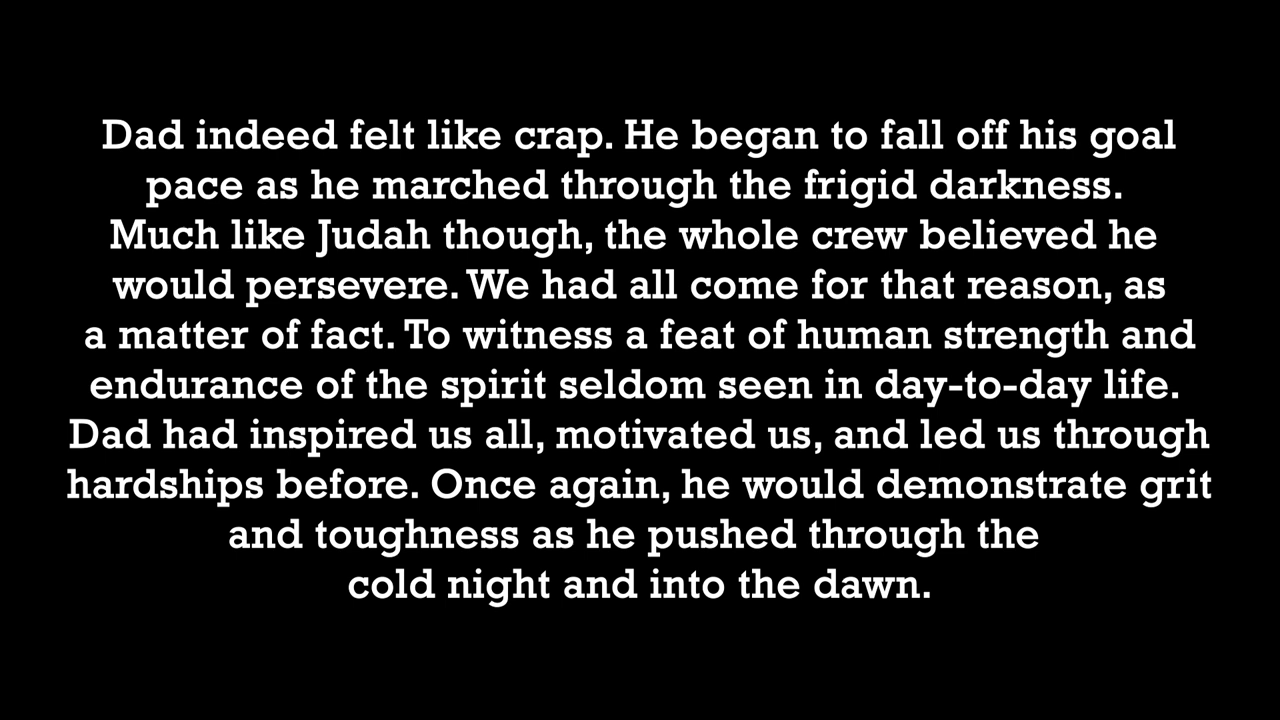 Dad indeed felt like crap. He began to fall off his goal
pace as he marched through the frigid darkness.
Much like Judah though, the whole crew believed he
would persevere. We had all come for that reason, as
a matter of fact. To witness a feat of human strength and
endurance of the spirit seldom seen in day-to-day life.
Dad had inspired us all, motivated us, and led us through
hardships before. Once again, he would demonstrate grit
and toughness as he pushed through the
cold night and into the dawn.